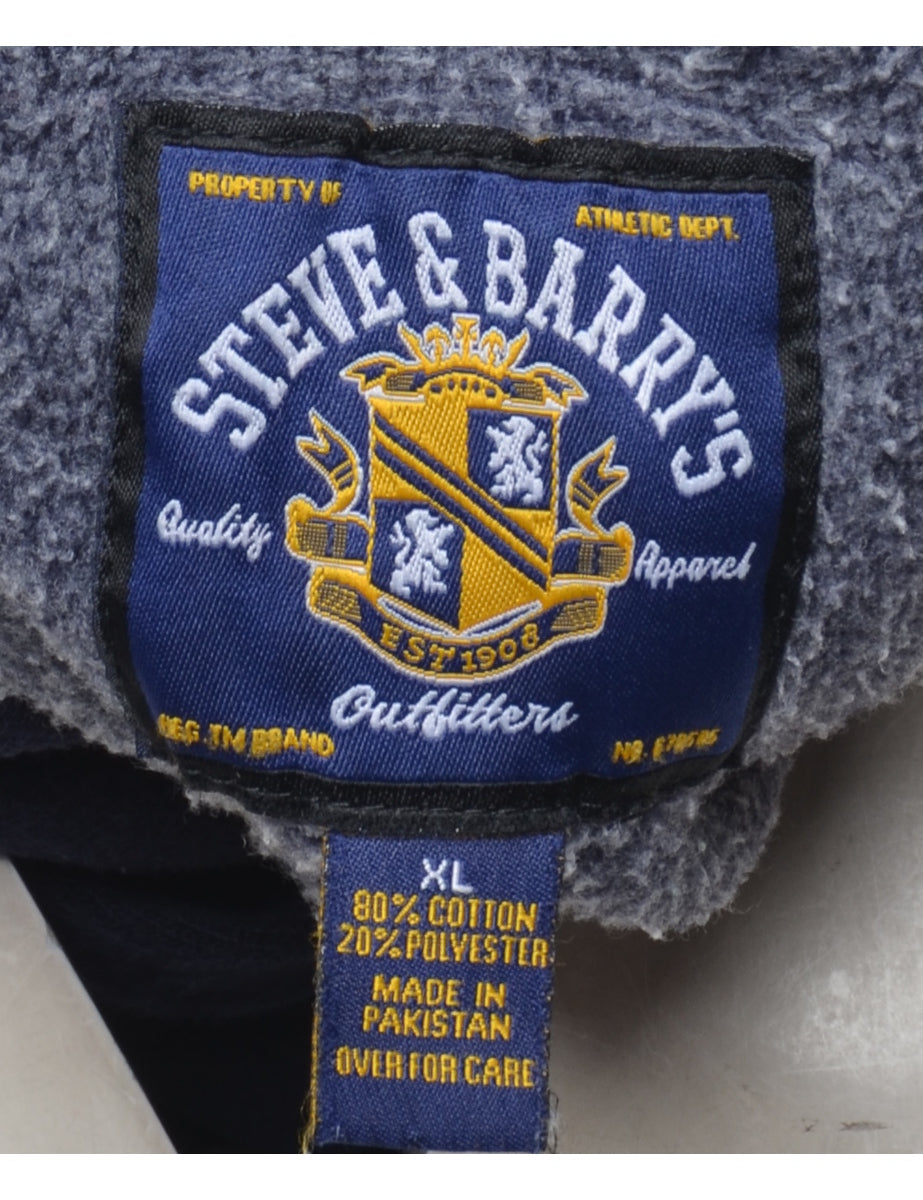 PROPERTY OF
ATHLETIC DEPT.
STEVE & BARRY'S
Quality
Apparel
EST 1908
Outfitters
REG. TM BRAND
NO.
XL
80% COTTON
20% POLYESTER
MADE IN
PAKISTAN
OVER FOR CARE